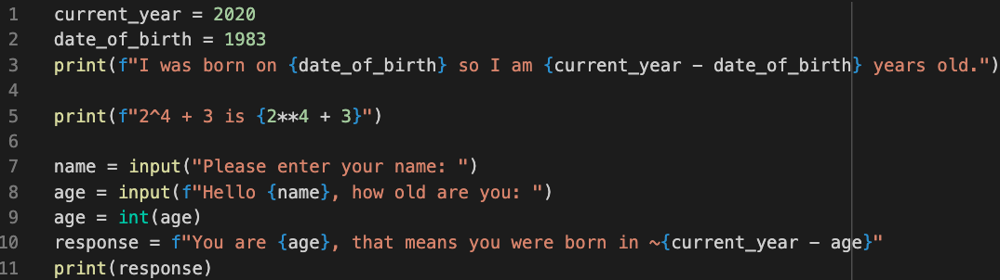 1 current_year = 2020
2 date_of_birth = 1983
3 print(f"I was born on {date_of_birth} so I am {current_year - date_of_birth} years old.")
4
5 print(f"2^4 + 3 is {2**4 + 3}")
6
7 name = input("Please enter your name: ")
8 age = input(f"Hello {name}, how old are you: ")
9 age = int(age)
10 response = f"You are {age}, that means you were born in ~{current_year - age}"
11 print(response)